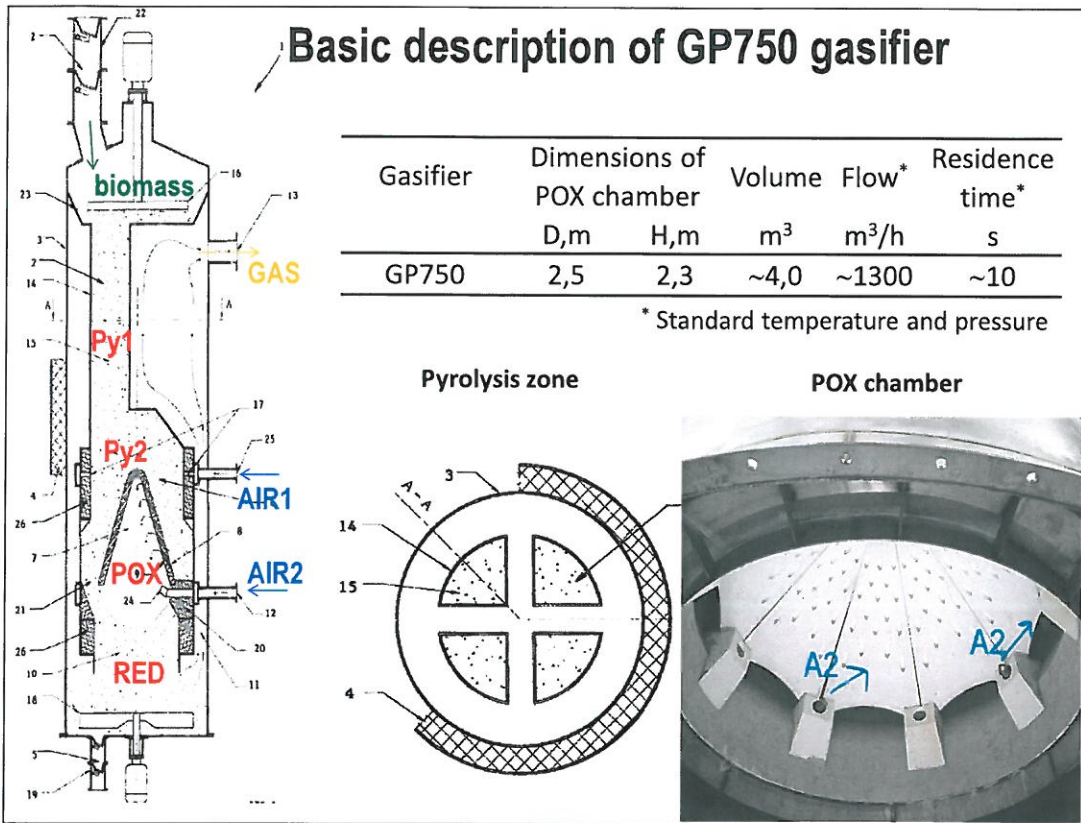 Basic description of GP750 gasifier
22
2
1
biomass
16
23
13
3
GAS
2
14
A
A
Py1
15
17
Py2
25
4
AIR1
26
7
8
POX
AIR2
21
24
12
26
20
10
RED
11
18
5
19
Gasifier Dimensions of POX chamber Volume Flow* Residence time*
D,m H,m m³ m³/h s
GP750 2,5 2,3 ~4,0 ~1300 ~10
* Standard temperature and pressure
Pyrolysis zone
A - A
3
14
15
4
POX chamber
A2
A2